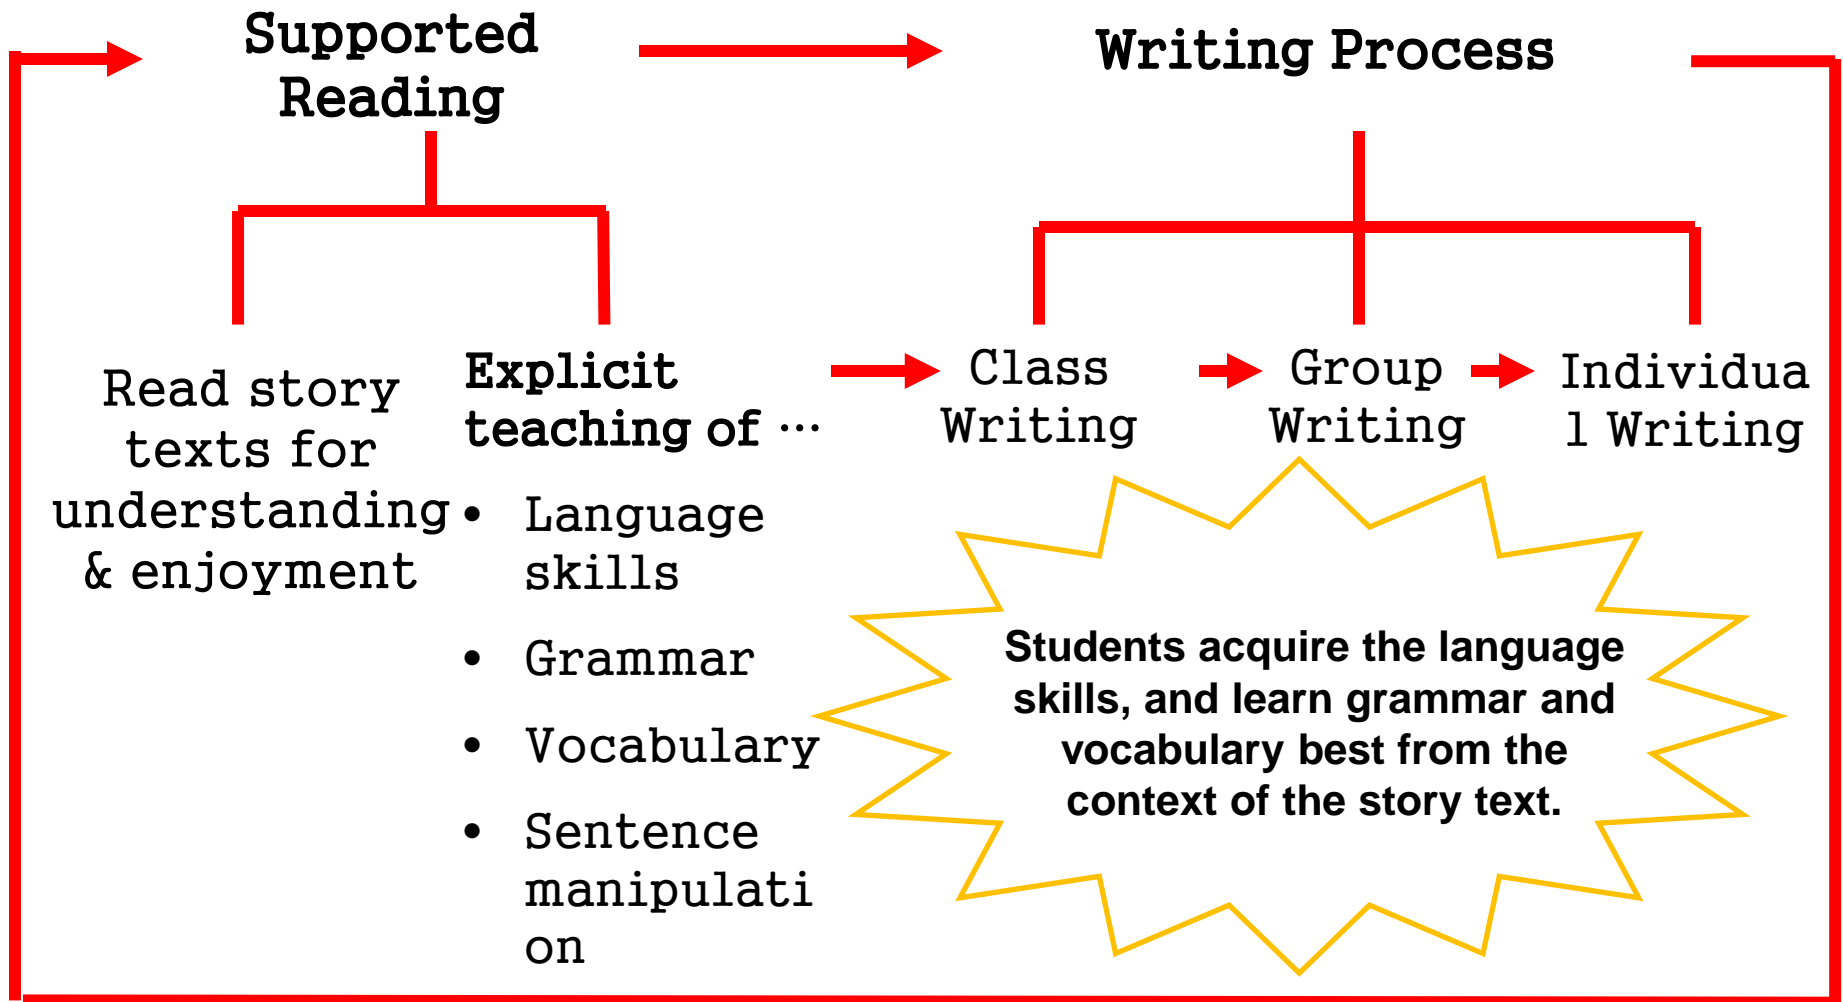 Supported
Reading
Writing Process
Read story
texts for
understanding
& enjoyment
Explicit
teaching of …
• Language
skills
• Grammar
• Vocabulary
• Sentence
manipulati
on
Class
Writing
Group
Writing
Individua
l Writing
Students acquire the language
skills, and learn grammar and
vocabulary best from the
context of the story text.